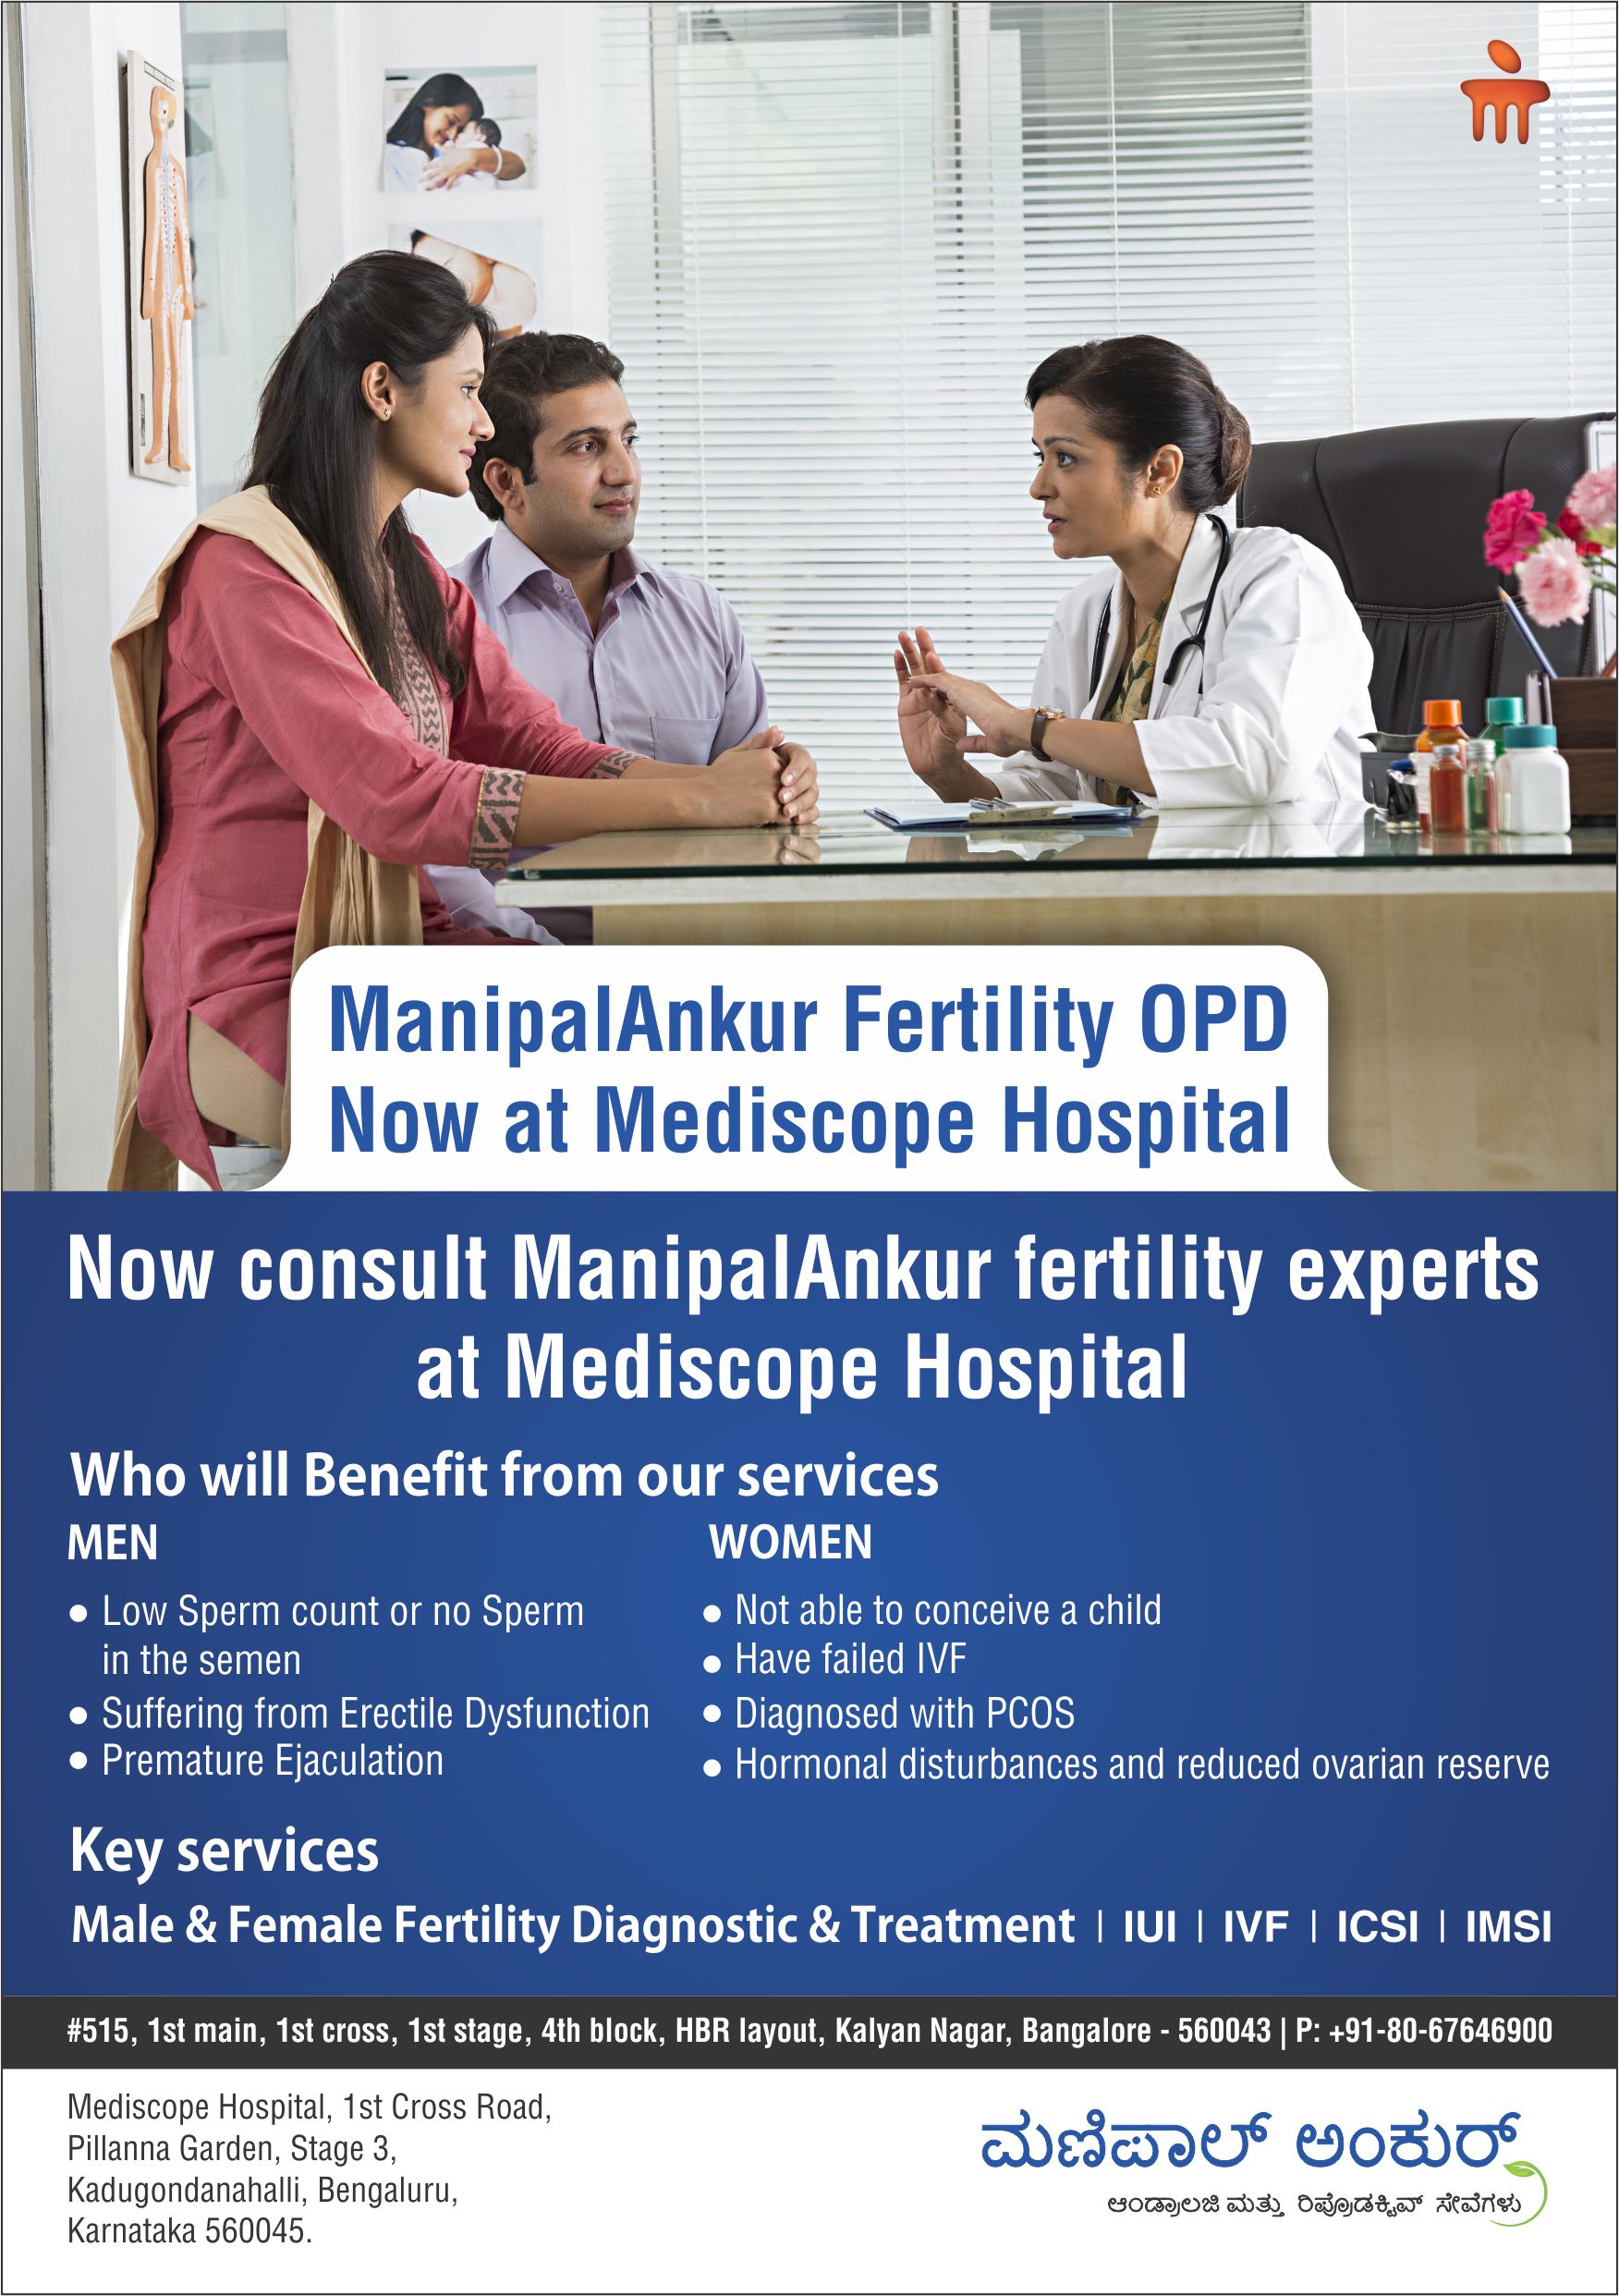 ManipalAnkur Fertility OPD
Now at Mediscope Hospital
Now consult ManipalAnkur fertility experts
at Mediscope Hospital
Who will Benefit from our services
MEN
• Low Sperm count or no Sperm
in the semen
• Suffering from Erectile Dysfunction
• Premature Ejaculation
WOMEN
• Not able to conceive a child
• Have failed IVF
• Diagnosed with PCOS
• Hormonal disturbances and reduced ovarian reserve
Key services
Male & Female Fertility Diagnostic & Treatment | IUI | IVF | ICSI | IMSI
#515, 1st main, 1st cross, 1st stage, 4th block, HBR layout, Kalyan Nagar, Bangalore - 560043 | P: +91-80-67646900
Mediscope Hospital, 1st Cross Road,
Pillanna Garden, Stage 3,
Kadugondanahalli, Bengaluru,
Karnataka 560045.
ಮಣಿಪಾಲ್ ಅಂಕುರ್
ಆಂಡ್ರಾಲಜಿ ಮತ್ತು ರಿಪ್ರೊಡಕ್ಟಿವ್ ಸೇವೆಗಳು